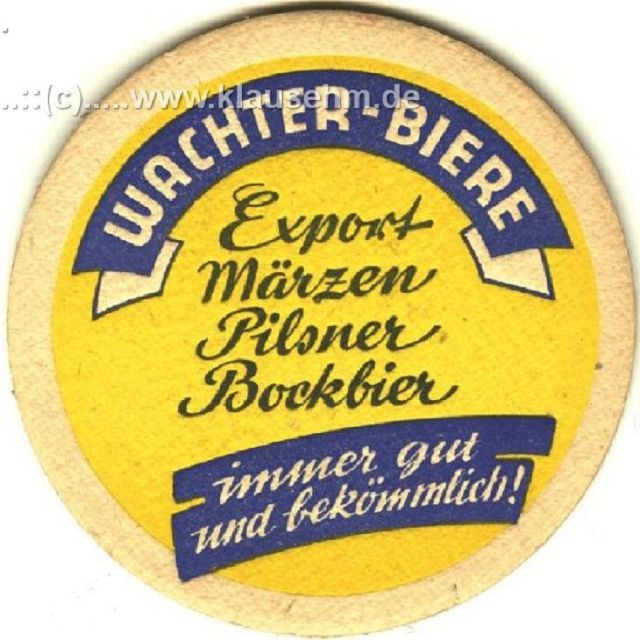 ..::(c).....www.klausehm.de
WACHTER-BIERE
Export
Märzen
Pilsner
Bockbier
immer gut
und bekömmlich!